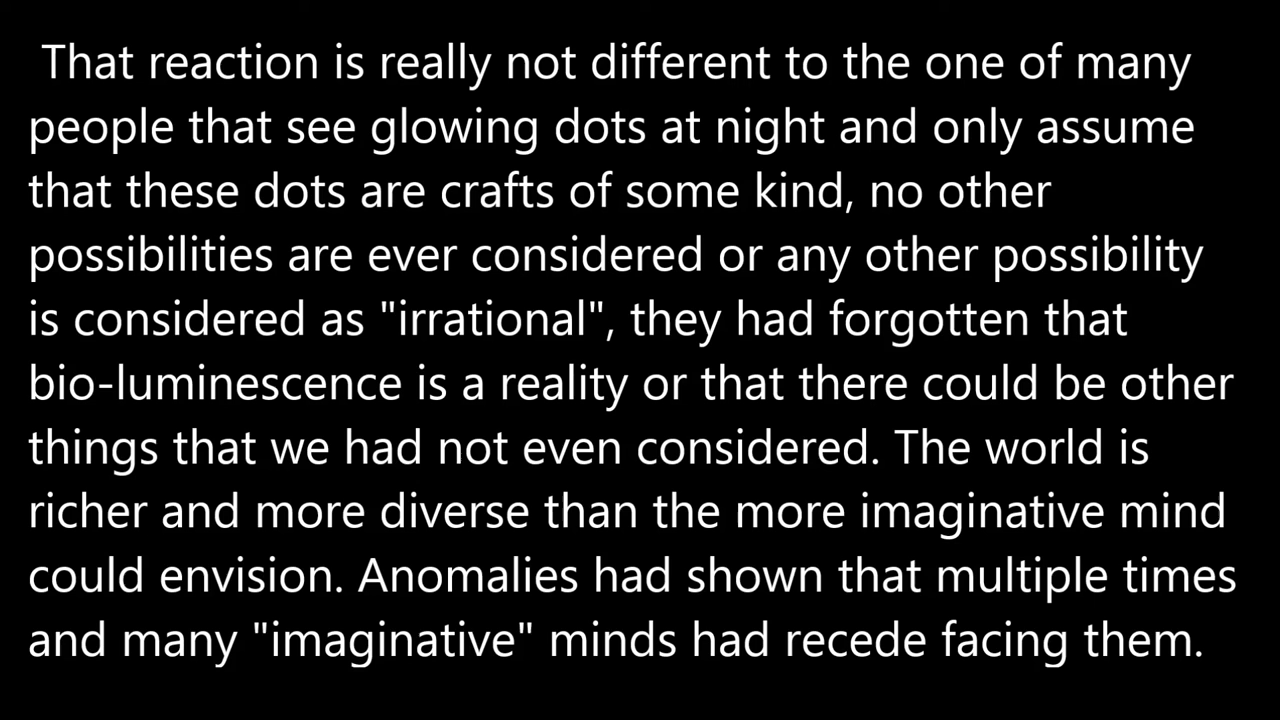 That reaction is really not different to the one of many
people that see glowing dots at night and only assume
that these dots are crafts of some kind, no other
possibilities are ever considered or any other possibility
is considered as "irrational", they had forgotten that
bio-luminescence is a reality or that there could be other
things that we had not even considered. The world is
richer and more diverse than the more imaginative mind
could envision. Anomalies had shown that multiple times
and many "imaginative" minds had recede facing them.